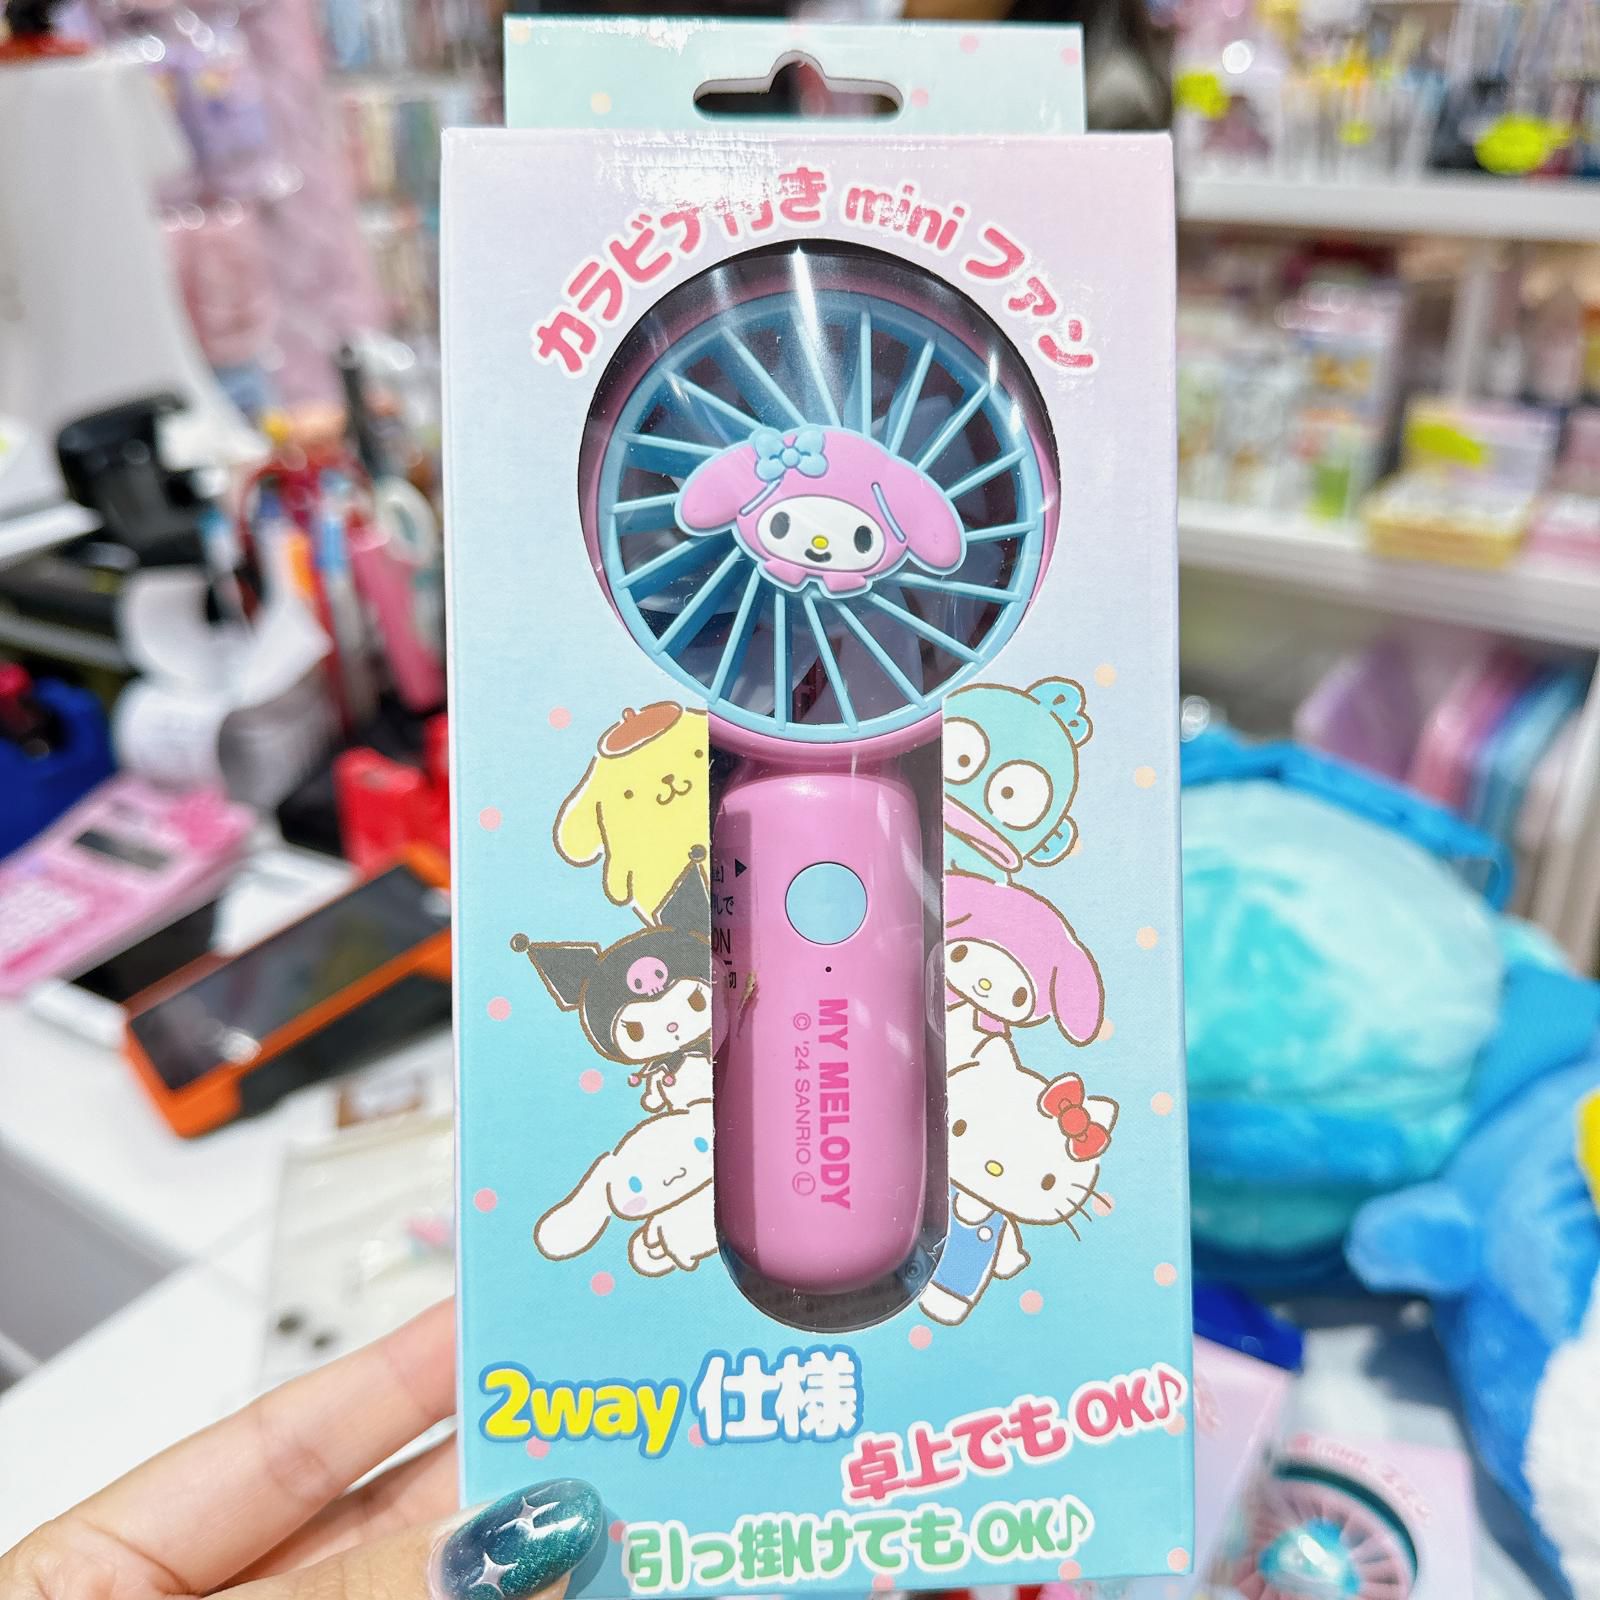 カラビナ付き mini ファン
MY MELODY
© '24 SANRIO Ⓛ
2way 仕様
卓上でも OK♪
引っ掛けても OK♪